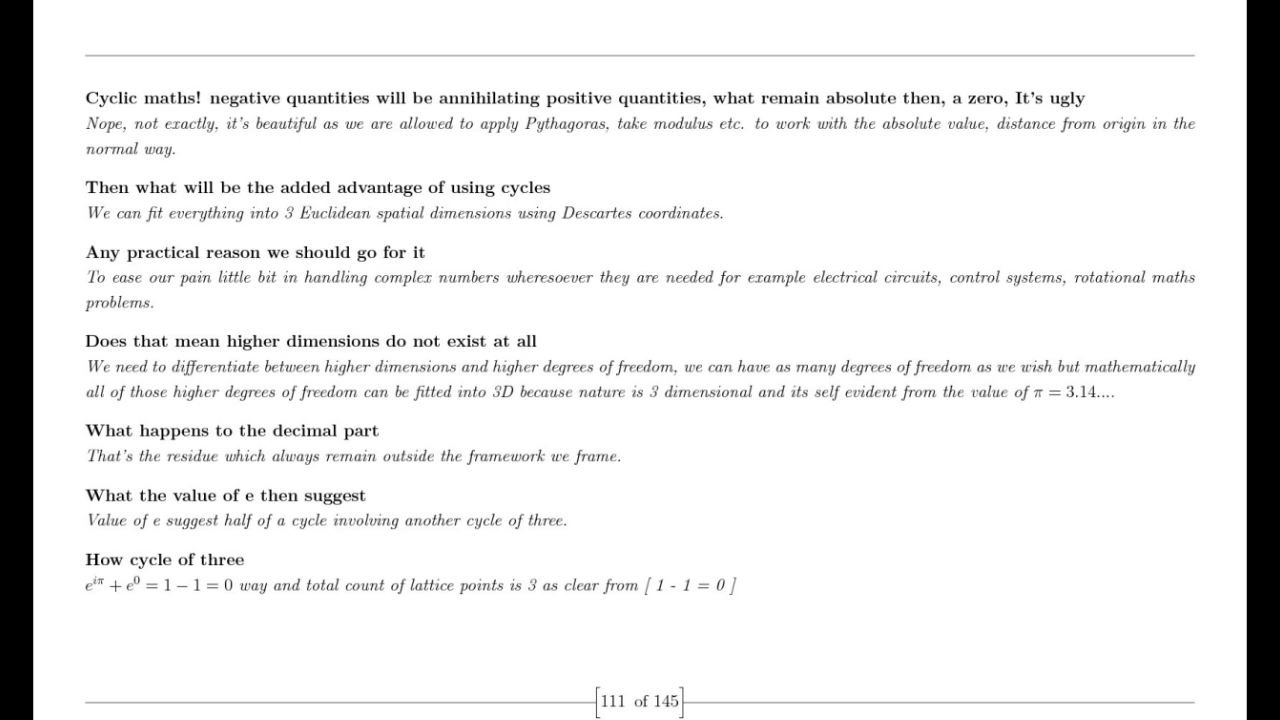 Cyclic maths! negative quantities will be annihilating positive quantities, what remain absolute then, a zero, It's ugly
Nope, not exactly, it's beautiful as we are allowed to apply Pythagoras, take modulus etc. to work with the absolute value, distance from origin in the
normal way.
Then what will be the added advantage of using cycles
We can fit everything into 3 Euclidean spatial dimensions using Descartes coordinates.
Any practical reason we should go for it
To ease our pain little bit in handling complex numbers wheresoever they are needed for example electrical circuits, control systems, rotational maths
problems.
Does that mean higher dimensions do not exist at all
We need to differentiate between higher dimensions and higher degrees of freedom, we can have as many degrees of freedom as we wish but mathematically
all of those higher degrees of freedom can be fitted into 3D because nature is 3 dimensional and its self evident from the value of π = 3.14....
What happens to the decimal part
That's the residue which always remain outside the framework we frame.
What the value of e then suggest
Value of e suggest half of a cycle involving another cycle of three.
How cycle of three
e^{iπ} + e^0 = 1 − 1 = 0 way and total count of lattice points is 3 as clear from [ 1 - 1 = 0 ]
[111 of 145]